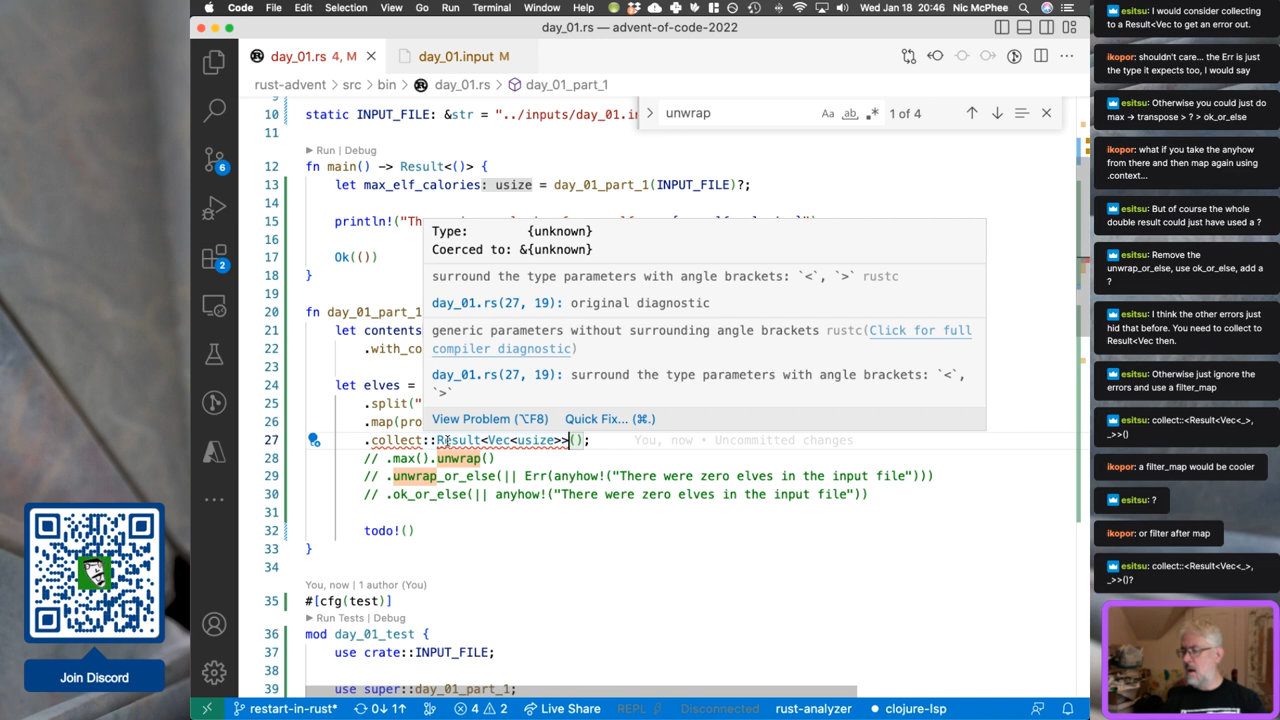 Code File Edit Selection View Go Run Terminal Window Help Wed Jan 18 20:46 Nic McPhee
day_01.rs — advent-of-code-2022
day_01.rs 4, M
day_01.input M
rust-advent > src > bin > day_01.rs > day_01_part_1
unwrap
Aa ab 1 of 4
9
10 static INPUT_FILE: &str = "../inputs/day_01.i
11
Run | Debug
12 fn main() -> Result<()> {
13 let max_elf_calories: usize = day_01_part_1(INPUT_FILE)?;
14
15 println!("Th
16
17 Ok(())
18 }
19
20 fn day_01_part_1
21 let contents
22 .with_co
23
24 let elves =
25 .split("
26 .map(pro
27 .collect::Result<Vec<usize>>(); You, now • Uncommitted changes
28 // .max().unwrap()
29 // .unwrap_or_else(|| Err(anyhow!("There were zero elves in the input file")))
30 // .ok_or_else(|| anyhow!("There were zero elves in the input file"))
31
32 todo!()
33 }
34
You, now | 1 author (You)
35 #[cfg(test)]
Run Tests | Debug
36 mod day_01_test {
37 use crate::INPUT_FILE;
38
39 use super::day_01_part_1;
Type: {unknown}
Coerced to: &{unknown}
surround the type parameters with angle brackets: `<`, `>` rustc
day_01.rs(27, 19): original diagnostic
generic parameters without surrounding angle brackets rustc(Click for full
compiler diagnostic)
day_01.rs(27, 19): surround the type parameters with angle brackets: `<`,
`>`
View Problem (⌥F8) Quick Fix... (⌘.)
6
2
restart-in-rust* 0↓ 1↑ 4 2 Live Share REPL Disconnected rust-analyzer clojure-lsp
Join Discord
esitsu: I would consider collecting
to a Result<Vec to get an error out.
ikopor: shouldn't care... the Err is just
the type it expects too, I would say
esitsu: Otherwise you could just do
max -> transpose > ? > ok_or_else
ikopor: what if you take the anyhow
from there and then map again using
.context...
esitsu: But of course the whole
double result could just have used a ?
esitsu: Remove the
unwrap_or_else, use ok_or_else, add a
?
esitsu: I think the other errors just
hid that before. You need to collect to
Result<Vec then.
esitsu: Otherwise just ignore the
errors and use a filter_map
esitsu: collect::<Result<Vec<_>
_>>()
ikopor: a filter_map would be cooler
esitsu: ?
ikopor: or filter after map
esitsu: collect::<Result<Vec<_>,
_>>()?